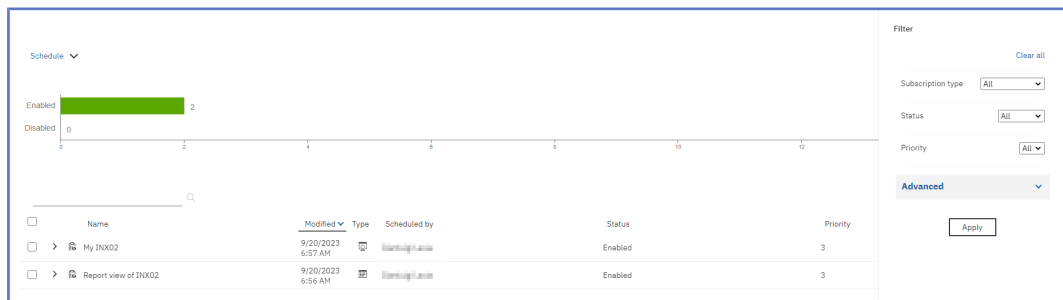 Filter
Clear all
Schedule
Subscription type All
Status All
Priority All
Advanced
Apply
Enabled 2
Disabled 0
0 2 4 6 8 10 12
Name Modified Type Scheduled by Status Priority
My INX02 9/20/2023 6:57 AM Enabled 3
Report view of INX02 9/20/2023 6:56 AM Enabled 3